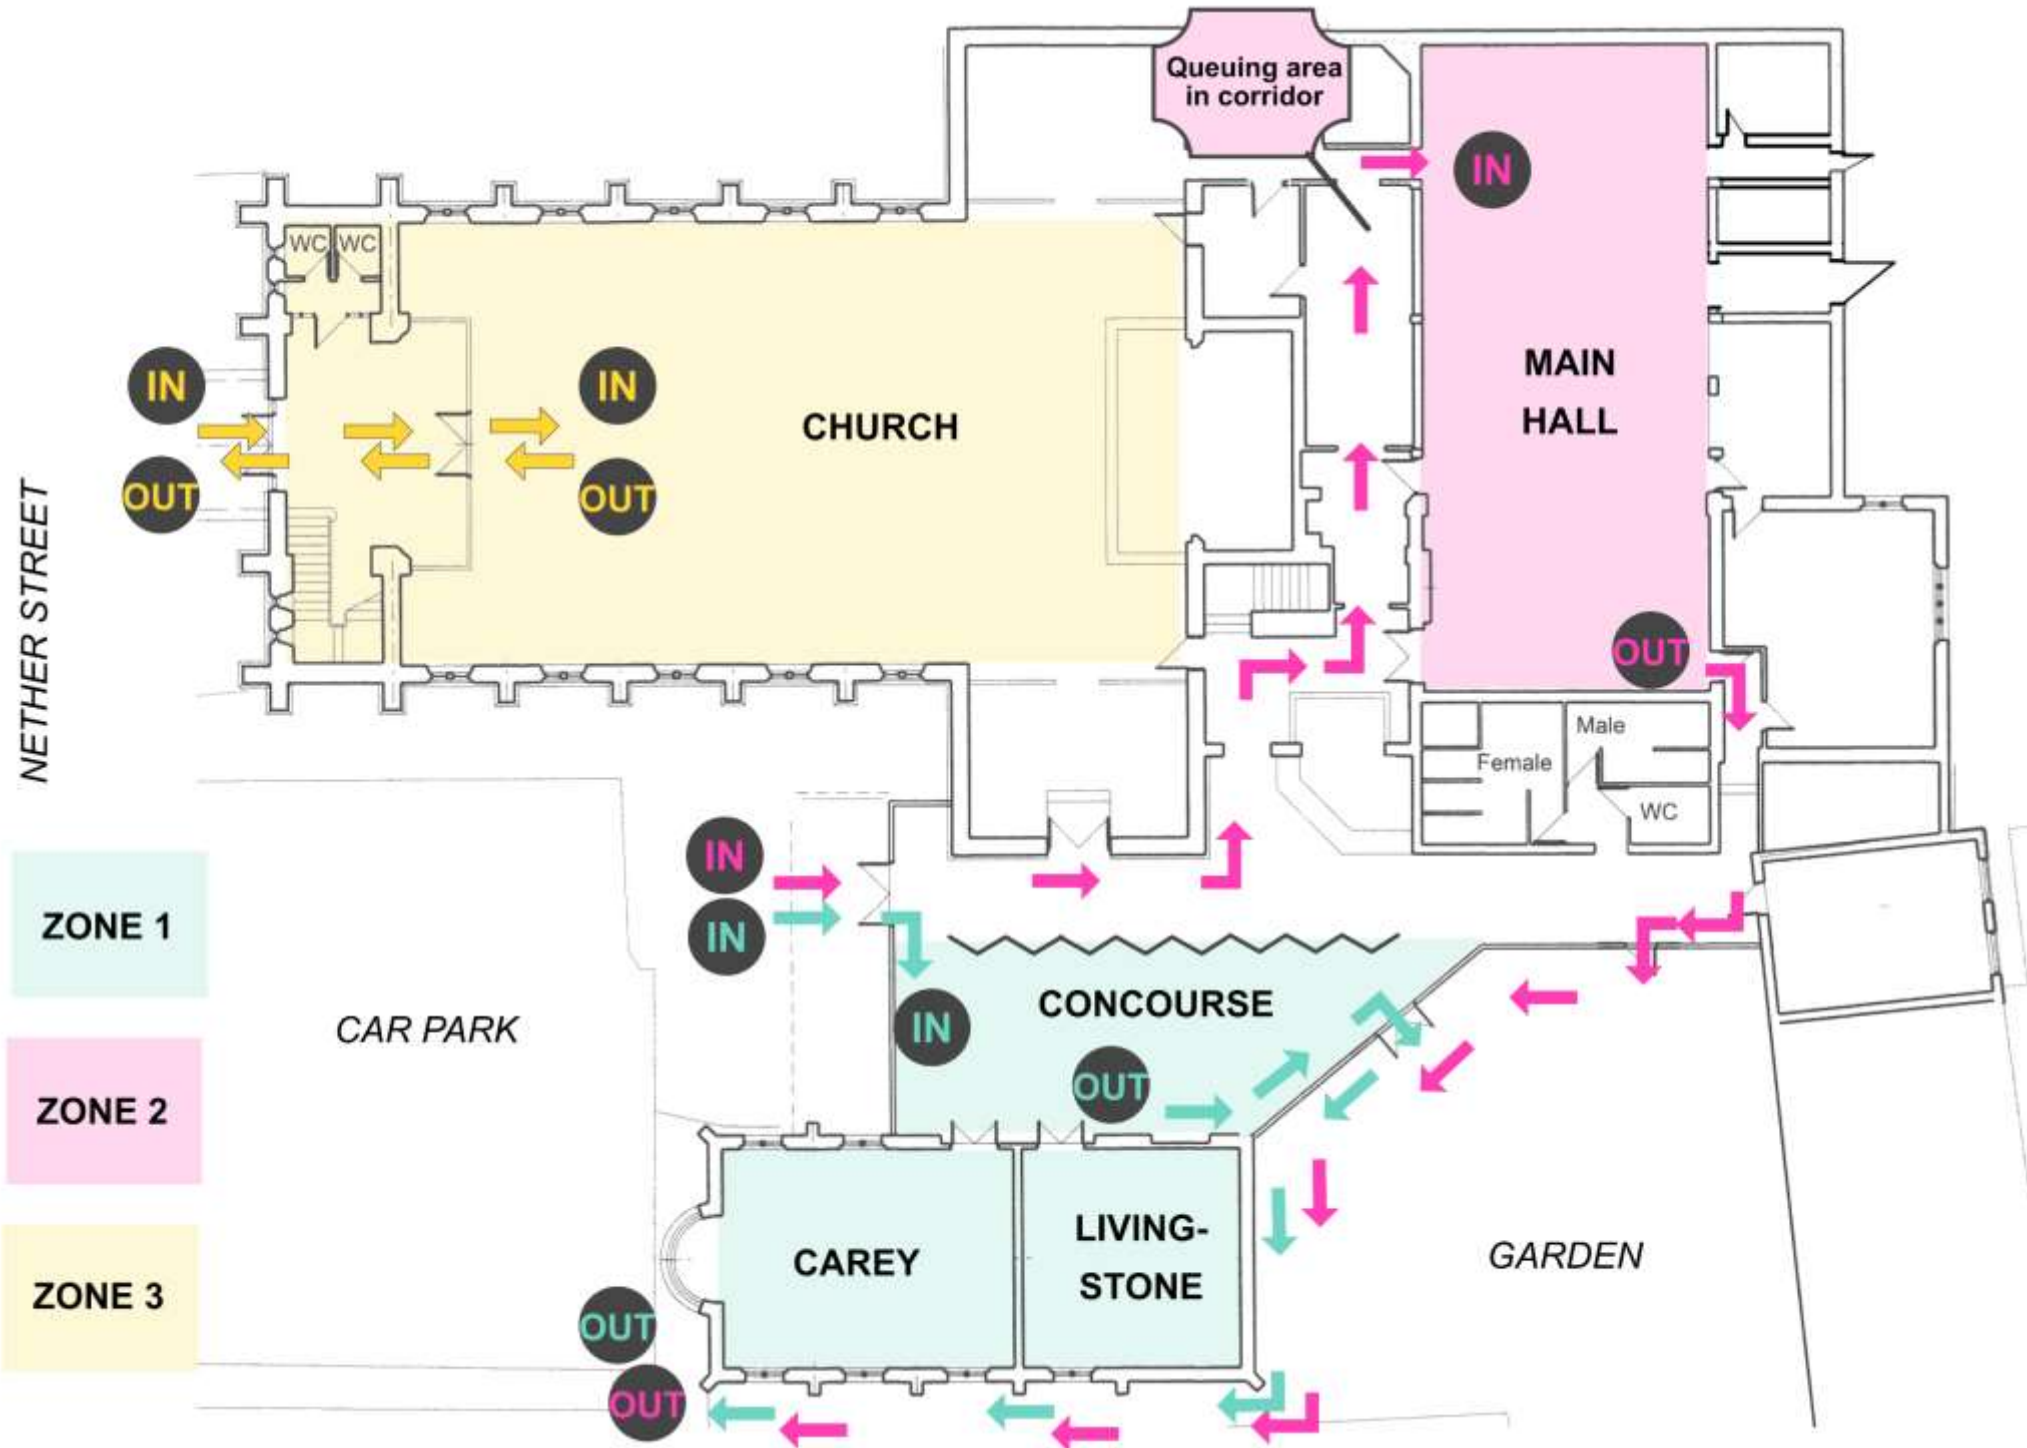 Queuing area
in corridor
IN
WC
WC
IN
IN
MAIN
HALL
CHURCH
OUT
OUT
NETHER STREET
OUT
Male
Female
WC
IN
IN
ZONE 1
CONCOURSE
IN
CAR PARK
OUT
ZONE 2
LIVING-
STONE
CAREY
GARDEN
ZONE 3
OUT
OUT